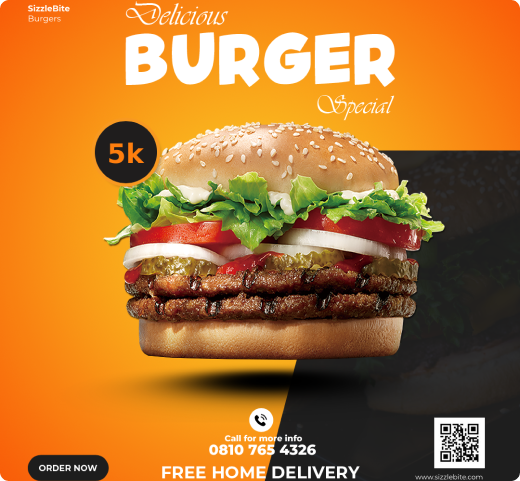 SizzleBite
Burgers
Delicious
BURGER
Special
5k
Call for more info
0810 765 4326
ORDER NOW
FREE HOME DELIVERY
www.sizzlebite.com